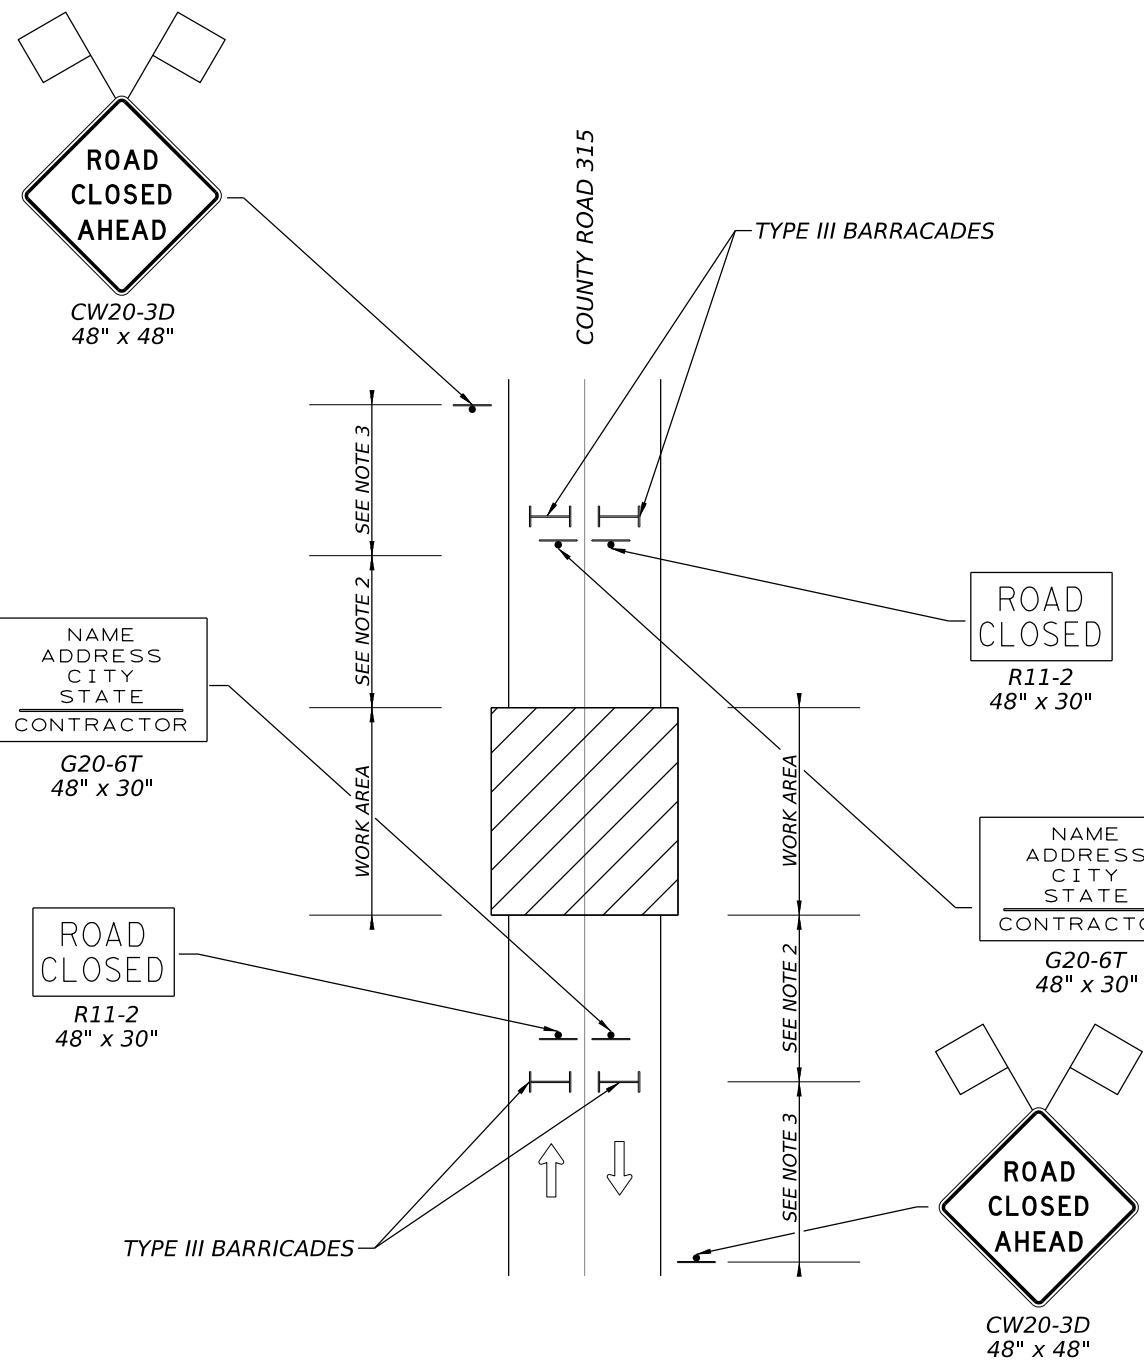 ROAD
CLOSED
AHEAD
CW20-3D
48" x 48"
COUNTY ROAD 315
TYPE III BARRACADES
SEE NOTE 3
SEE NOTE 2
WORK AREA
NAME
ADDRESS
CITY
STATE
CONTRACTOR
G20-6T
48" x 30"
ROAD
CLOSED
R11-2
48" x 30"
ROAD
CLOSED
R11-2
48" x 30"
WORK AREA
SEE NOTE 2
SEE NOTE 3
NAME
ADDRESS
CITY
STATE
G20-6T
48" x 30"
TYPE III BARRICADES
ROAD
CLOSED
AHEAD
CW20-3D
48" x 48"